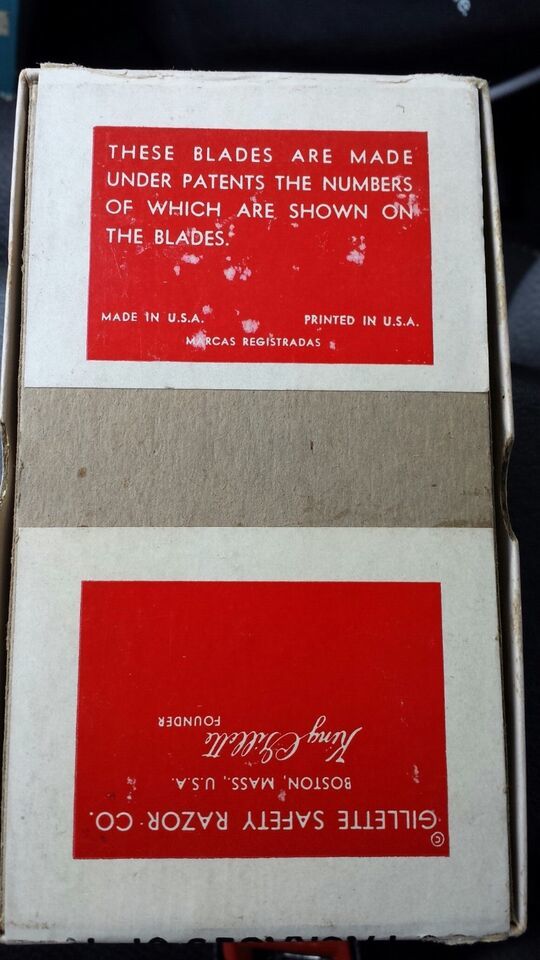 THESE BLADES ARE MADE
UNDER PATENTS THE NUMBERS
OF WHICH ARE SHOWN ON
THE BLADES.
MADE IN U.S.A. PRINTED IN U.S.A.
MARCAS REGISTRADAS
© GILLETTE SAFETY RAZOR CO.
BOSTON, MASS., U.S.A.
King C Gillette
FOUNDER